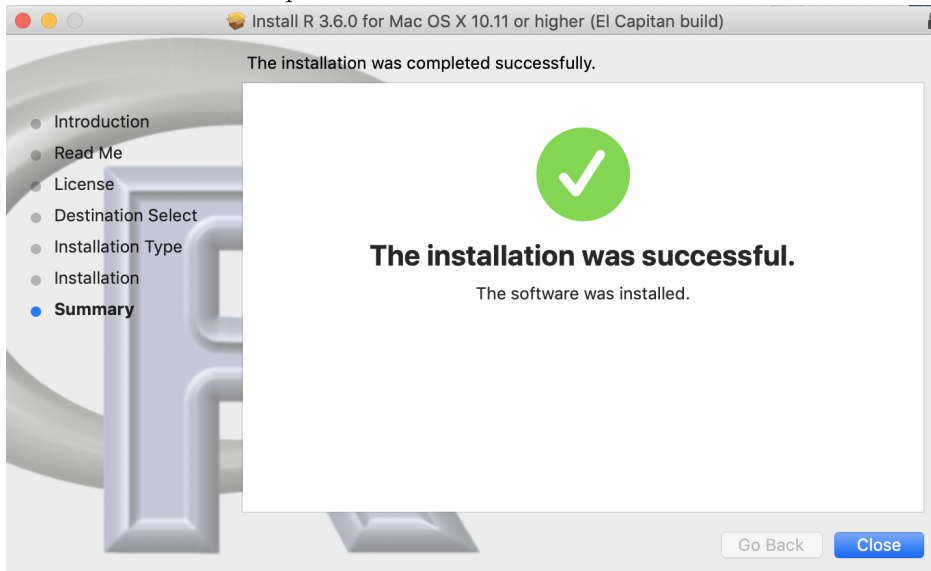 Install R 3.6.0 for Mac OS X 10.11 or higher (El Capitan build)
The installation was completed successfully.
Introduction
Read Me
License
Destination Select
Installation Type
Installation
Summary
The installation was successful.
The software was installed.
Go Back
Close